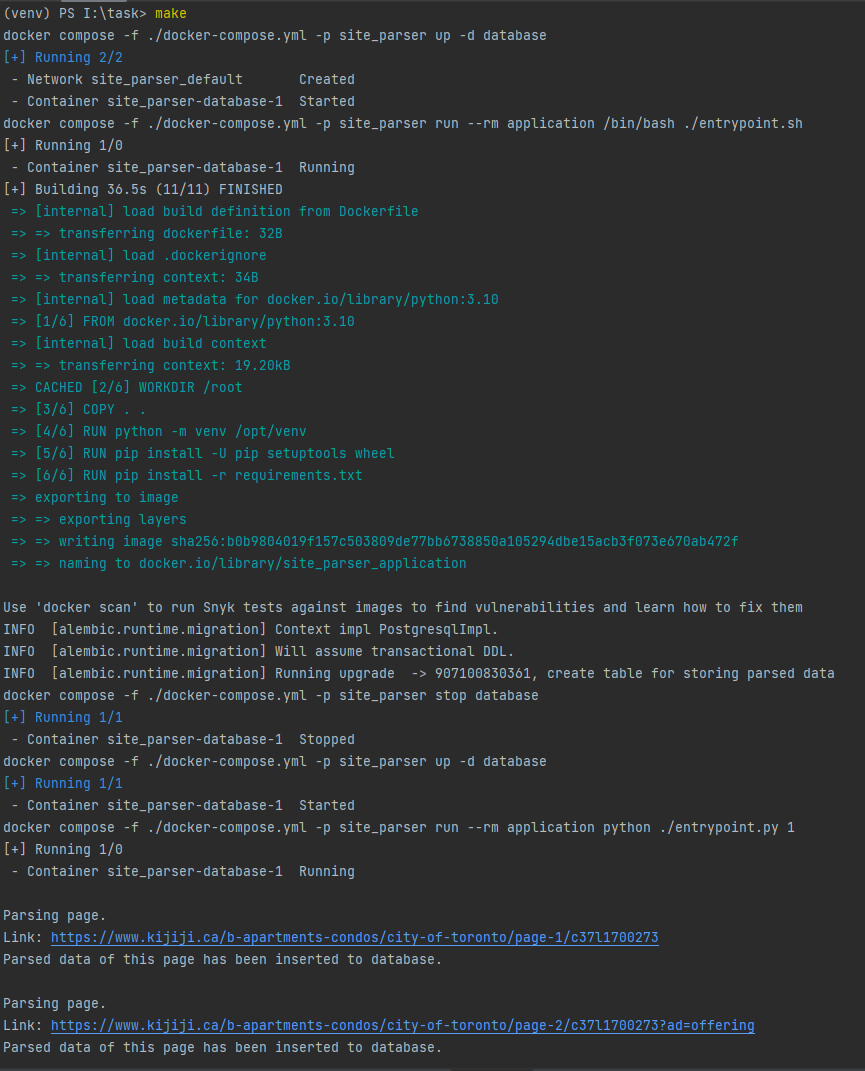 (venv) PS I:\task> make
docker compose -f ./docker-compose.yml -p site_parser up -d database
[+] Running 2/2
 - Network site_parser_default       Created
 - Container site_parser-database-1  Started
docker compose -f ./docker-compose.yml -p site_parser run --rm application /bin/bash ./entrypoint.sh
[+] Running 1/0
 - Container site_parser-database-1  Running
[+] Building 36.5s (11/11) FINISHED
 => [internal] load build definition from Dockerfile
 => => transferring dockerfile: 32B
 => [internal] load .dockerignore
 => => transferring context: 34B
 => [internal] load metadata for docker.io/library/python:3.10
 => [1/6] FROM docker.io/library/python:3.10
 => [internal] load build context
 => => transferring context: 19.20kB
 => CACHED [2/6] WORKDIR /root
 => [3/6] COPY . .
 => [4/6] RUN python -m venv /opt/venv
 => [5/6] RUN pip install -U pip setuptools wheel
 => [6/6] RUN pip install -r requirements.txt
 => exporting to image
 => => exporting layers
 => => writing image sha256:b0b9804019f157c503809de77bb6738850a105294dbe15acb3f073e670ab472f
 => => naming to docker.io/library/site_parser_application
Use 'docker scan' to run Snyk tests against images to find vulnerabilities and learn how to fix them
INFO  [alembic.runtime.migration] Context impl PostgresqlImpl.
INFO  [alembic.runtime.migration] Will assume transactional DDL.
INFO  [alembic.runtime.migration] Running upgrade  -> 907100830361, create table for storing parsed data
docker compose -f ./docker-compose.yml -p site_parser stop database
[+] Running 1/1
 - Container site_parser-database-1  Stopped
docker compose -f ./docker-compose.yml -p site_parser up -d database
[+] Running 1/1
 - Container site_parser-database-1  Started
docker compose -f ./docker-compose.yml -p site_parser run --rm application python ./entrypoint.py 1
[+] Running 1/0
 - Container site_parser-database-1  Running
Parsing page.
Link: https://www.kijiji.ca/b-apartments-condos/city-of-toronto/page-1/c37l1700273
Parsed data of this page has been inserted to database.
Parsing page.
Link: https://www.kijiji.ca/b-apartments-condos/city-of-toronto/page-2/c37l1700273?ad=offering
Parsed data of this page has been inserted to database.